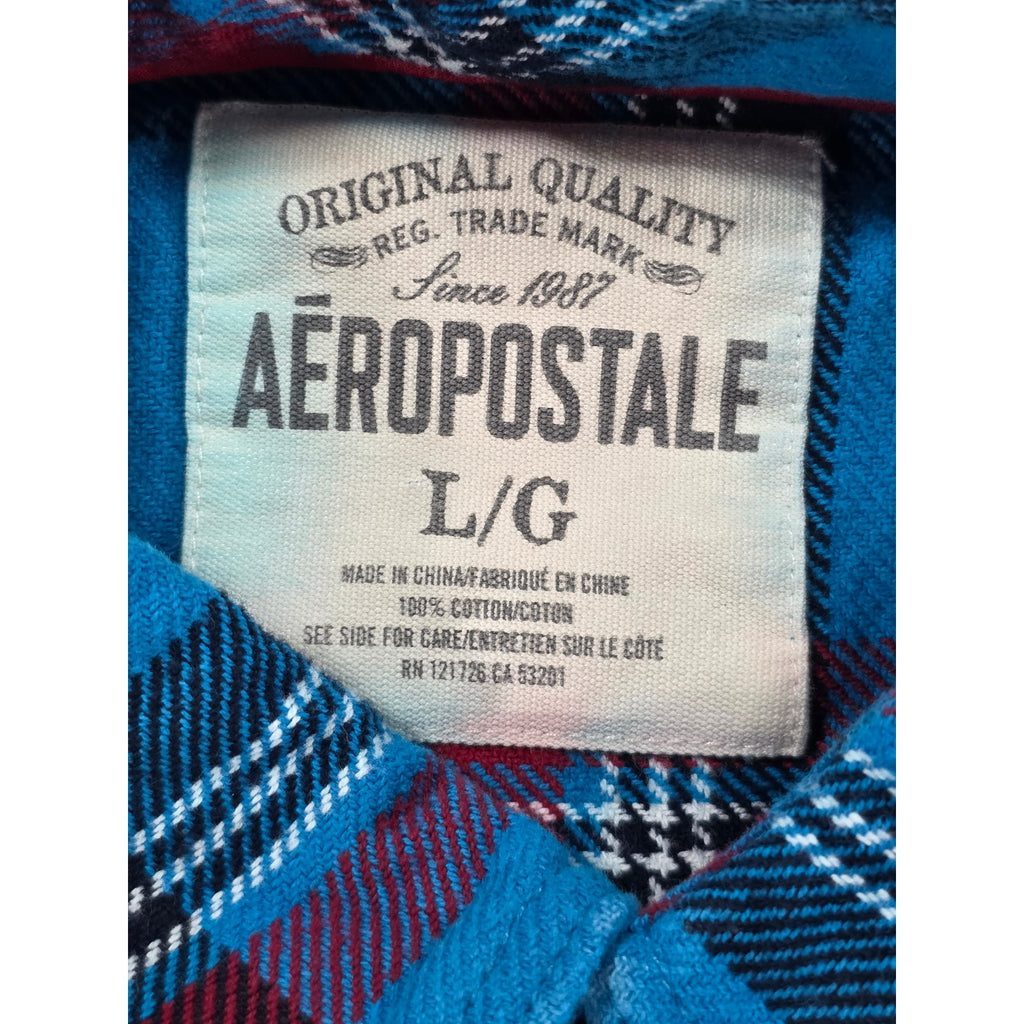 ORIGINAL QUALITY
REG. TRADE MARK
Since 1987
AĒROPOSTALE
L/G
MADE IN CHINA/FABRIQUÉ EN CHINE
100% COTTON/COTON
SEE SIDE FOR CARE/ENTRETIEN SUR LE CÔTÉ
RN 121726 CA 53201